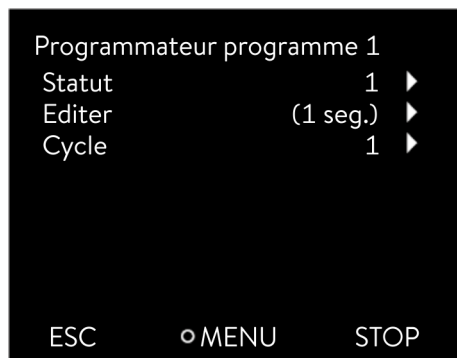 Programmateur programme 1
Statut 1
Editer (1 seg.)
Cycle 1
ESC MENU STOP